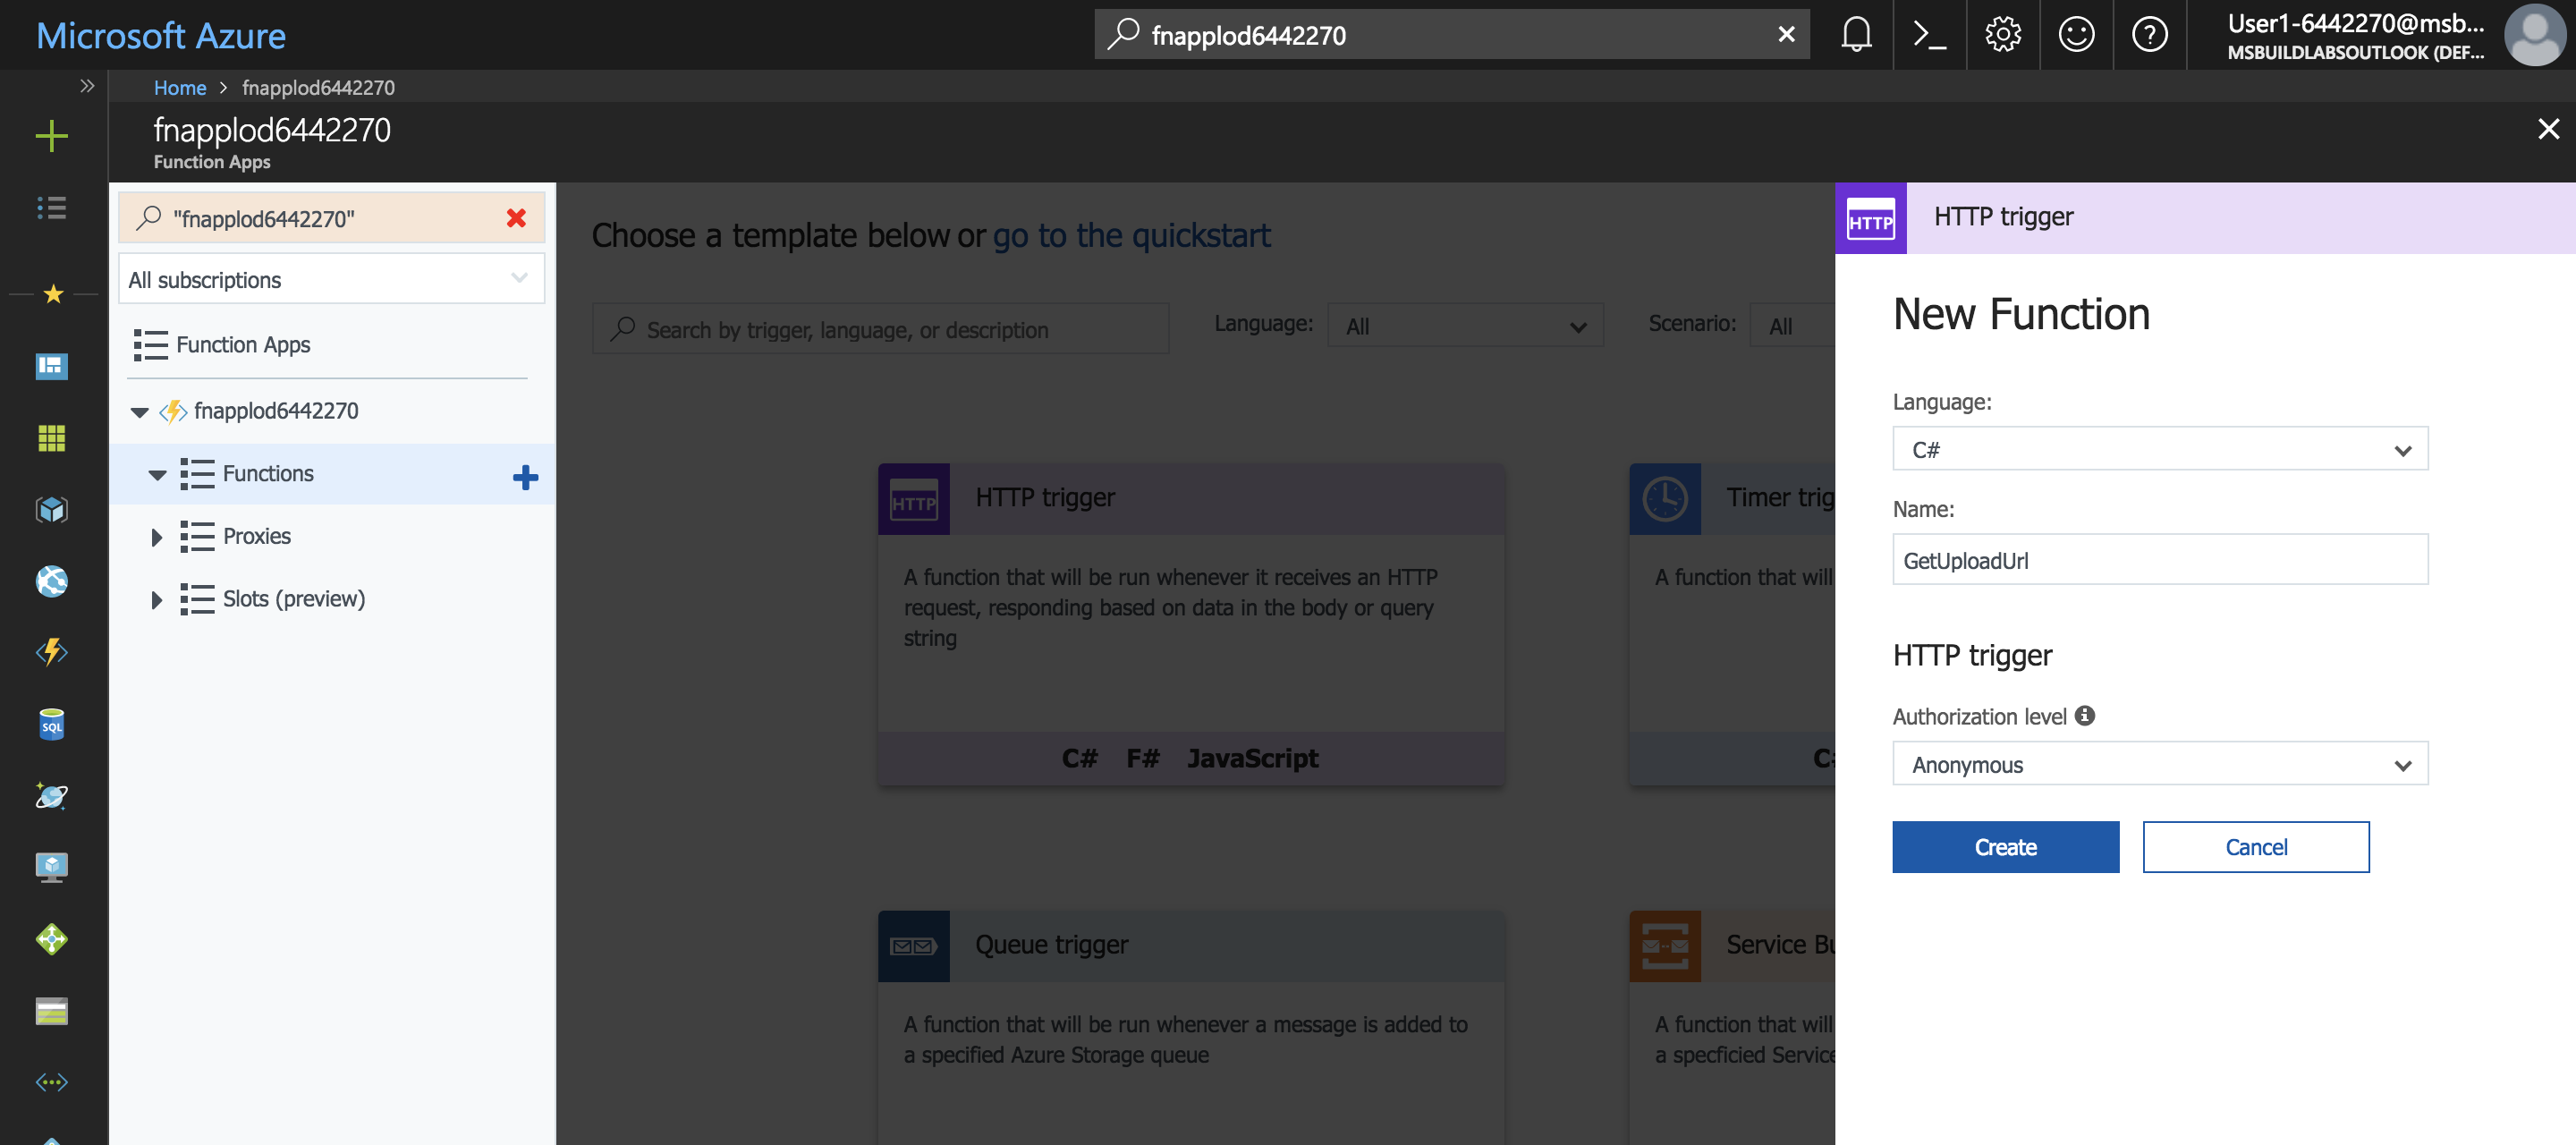 Microsoft Azure
fnapplod6442270
User1-6442270@msb...
MSBUILDLABSOUTLOOK (DEF...
Home > fnapplod6442270
fnapplod6442270
Function Apps
"fnapplod6442270"
All subscriptions
Function Apps
fnapplod6442270
Functions
Proxies
Slots (preview)
SQL
Choose a template below or go to the quickstart
Search by trigger, language, or description
Language: All
Scenario: All
HTTP
HTTP trigger
A function that will be run whenever it receives an HTTP
request, responding based on data in the body or query
string
C# F# JavaScript
Timer trig
A function that will
C#
Queue trigger
A function that will be run whenever a message is added to
a specified Azure Storage queue
Service Bu
A function that will
a specficied Service
HTTP
HTTP trigger
New Function
Language:
C#
Name:
GetUploadUrl
HTTP trigger
Authorization level
Anonymous
Create
Cancel